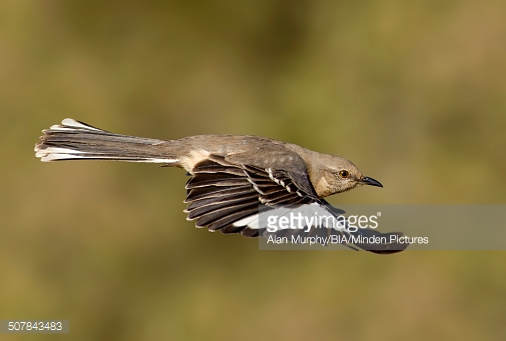 gettyimages®
Alan Murphy/BIA/Minden Pictures
507843483